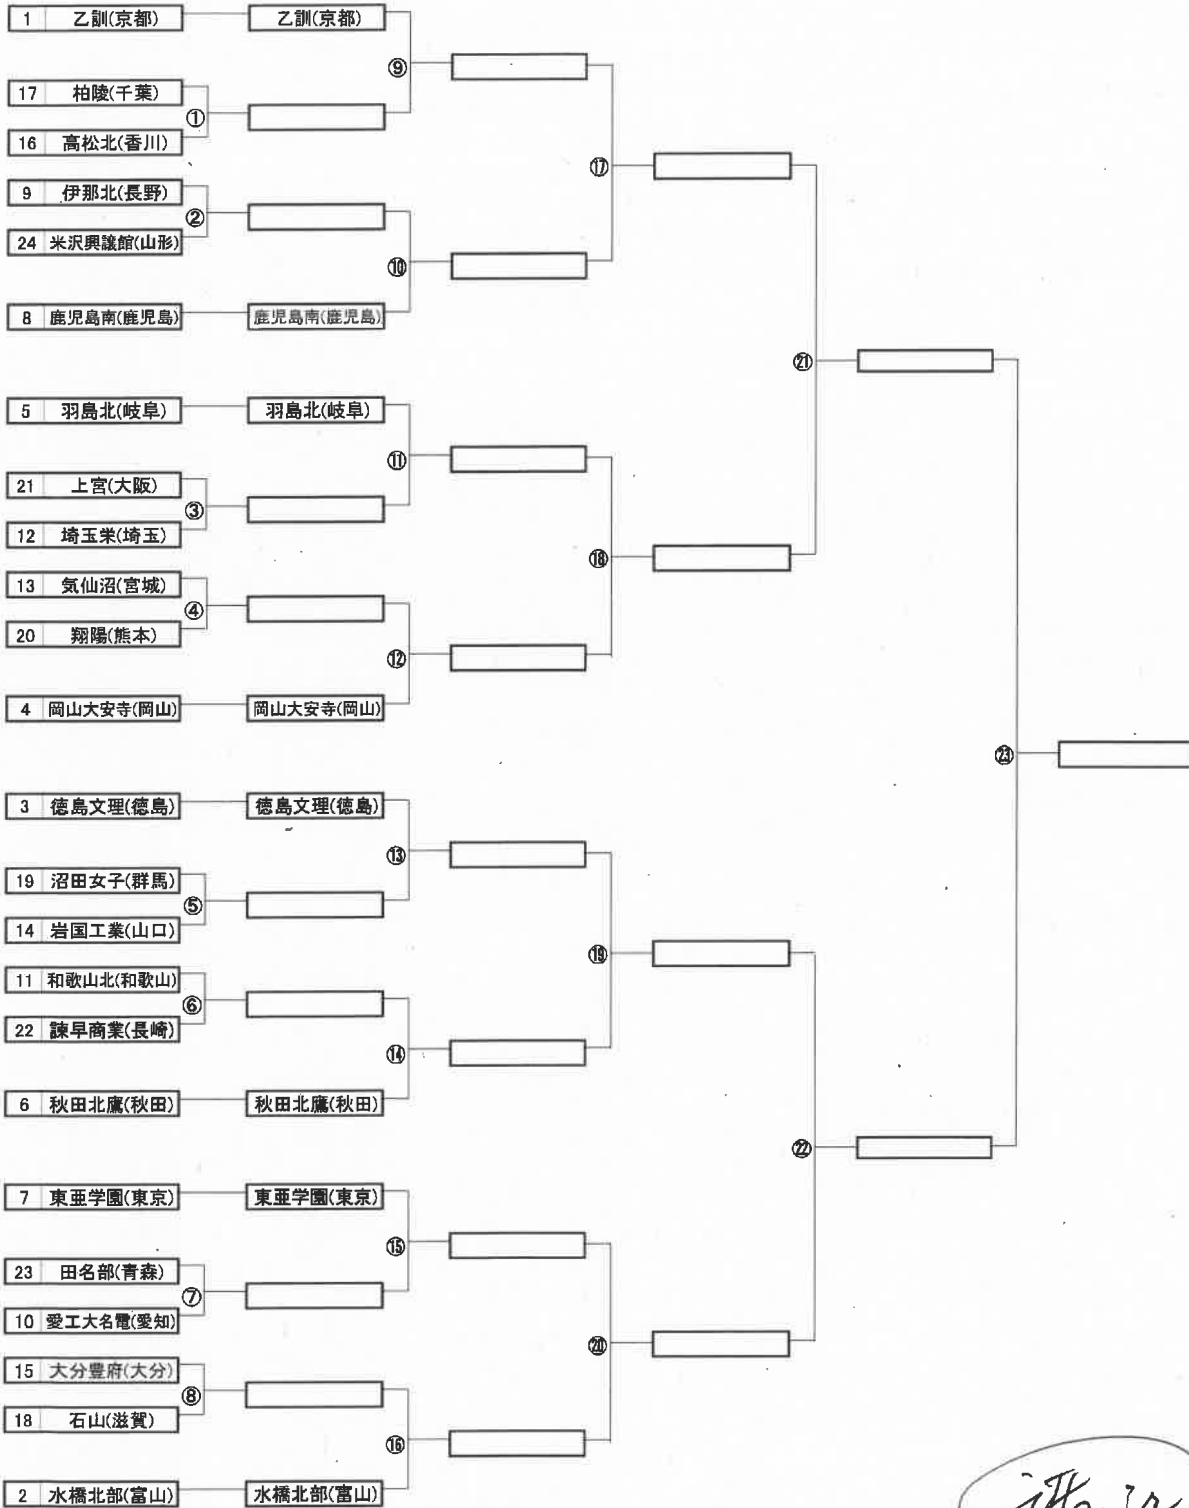 1 乙訓(京都) 乙訓(京都)
⑨
17 柏陵(千葉)
①
16 高松北(香川)
⑰
9 伊那北(長野)
②
24 米沢興譲館(山形)
⑩
8 鹿児島南(鹿児島) 鹿児島南(鹿児島)
㉑
5 羽島北(岐阜) 羽島北(岐阜)
⑪
21 上宮(大阪)
③
12 埼玉栄(埼玉)
⑱
13 気仙沼(宮城)
④
20 翔陽(熊本)
⑫
4 岡山大安寺(岡山) 岡山大安寺(岡山)
㉓
3 徳島文理(徳島) 徳島文理(徳島)
⑬
19 沼田女子(群馬)
⑤
14 岩国工業(山口)
⑲
11 和歌山北(和歌山)
⑥
22 諫早商業(長崎)
⑭
6 秋田北鷹(秋田) 秋田北鷹(秋田)
㉒
7 東亜学園(東京) 東亜学園(東京)
⑮
23 田名部(青森)
⑦
10 愛工大名電(愛知)
⑳
15 大分豊府(大分)
⑧
18 石山(滋賀)
⑯
2 水橋北部(富山) 水橋北部(富山)